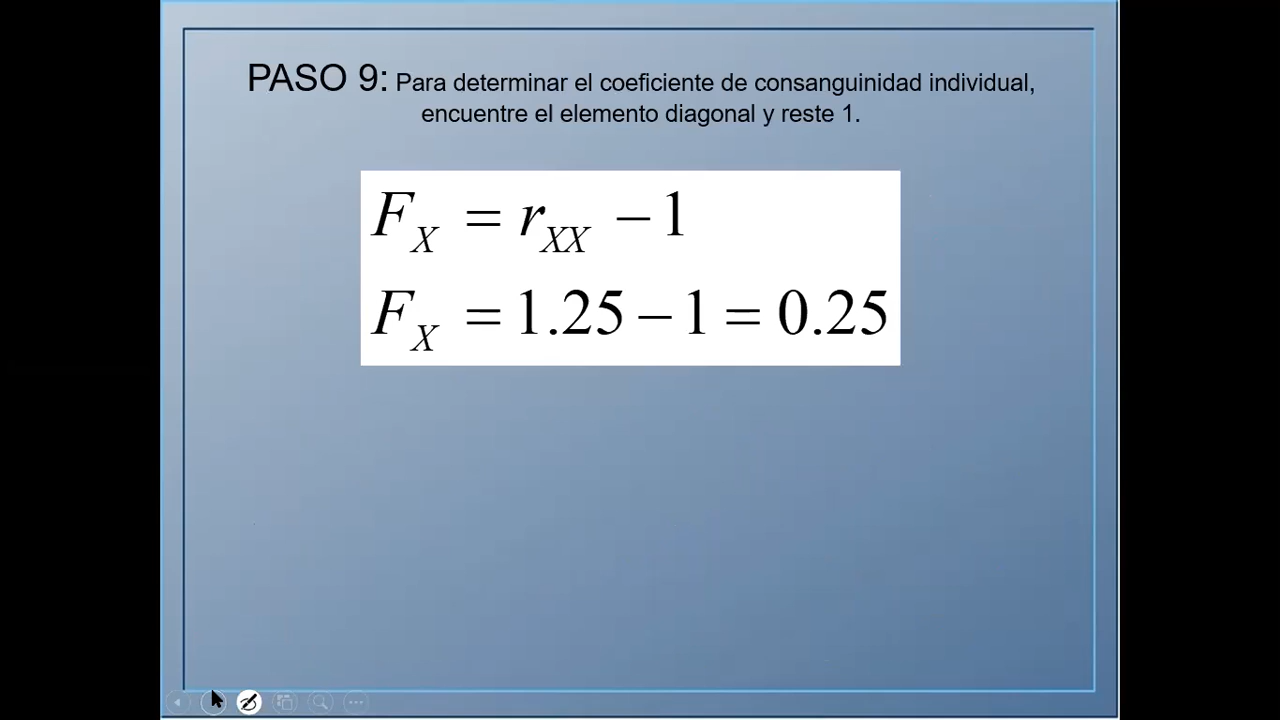 PASO 9: Para determinar el coeficiente de consanguinidad individual,
encuentre el elemento diagonal y reste 1.
F_X = r_XX − 1
F_X = 1.25 − 1 = 0.25